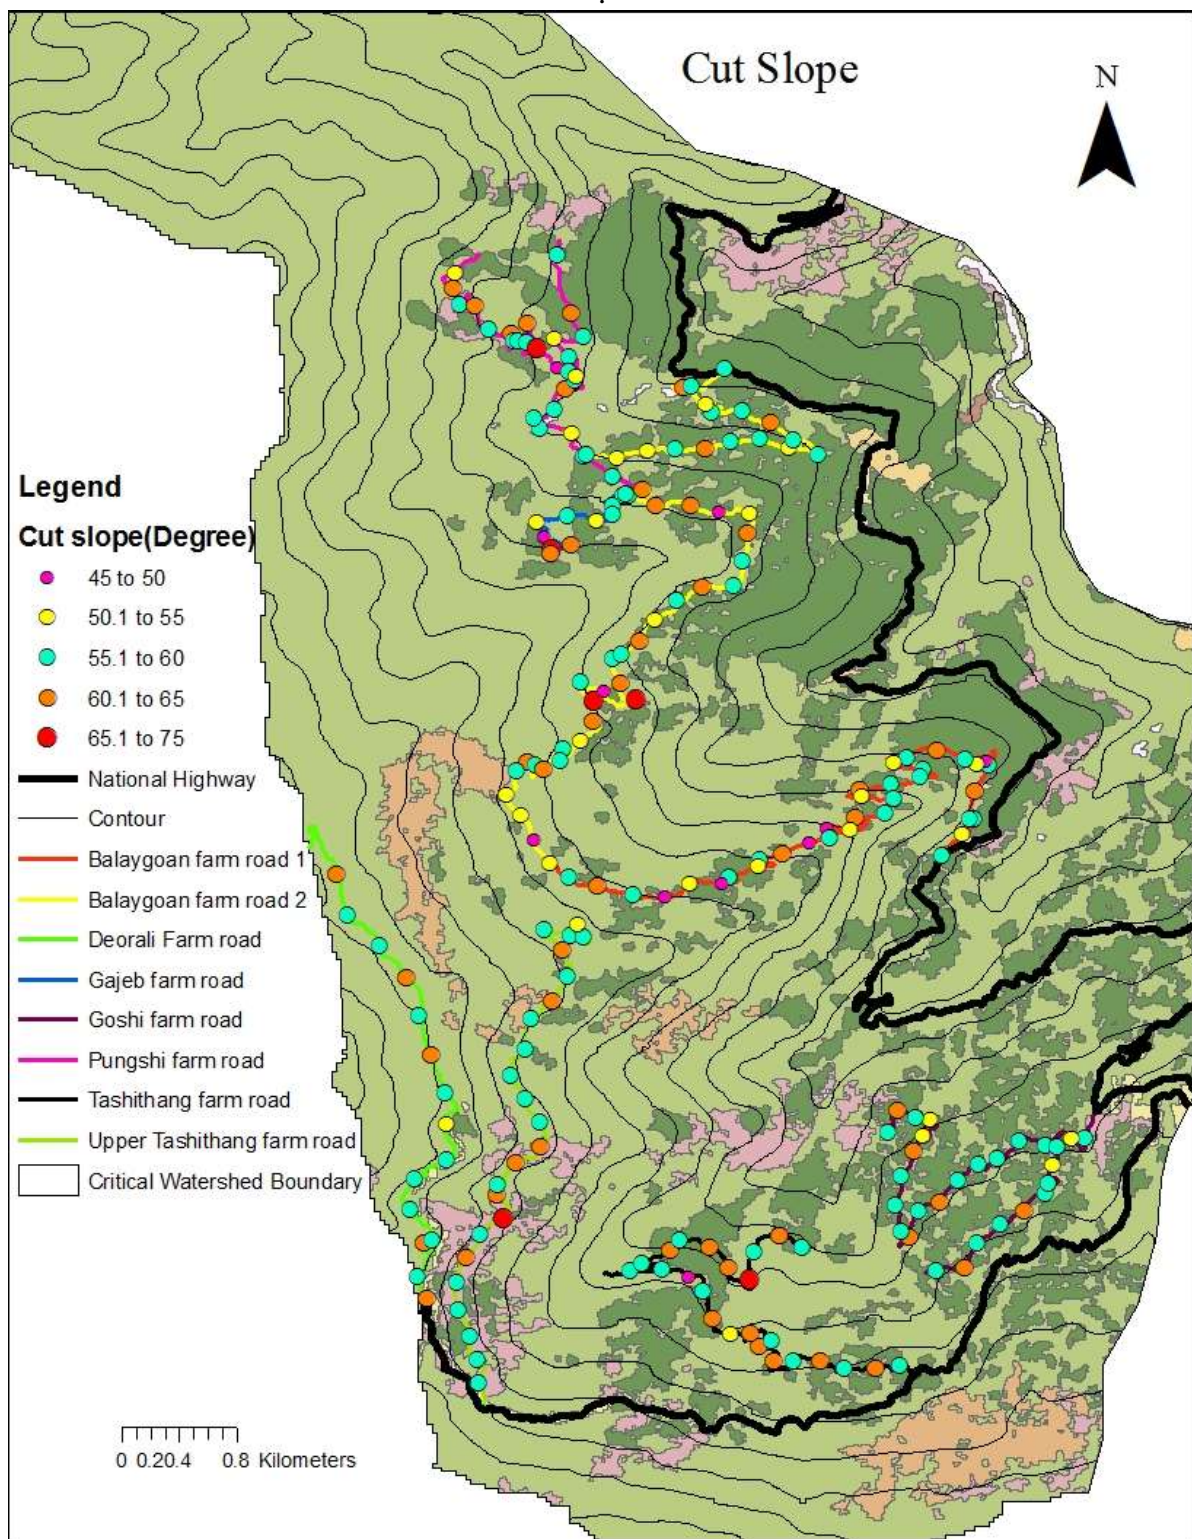 Cut Slope
N
Legend
Cut slope(Degree)
45 to 50
50.1 to 55
55.1 to 60
60.1 to 65
65.1 to 75
National Highway
Contour
Balaygoan farm road 1
Balaygoan farm road 2
Deorali Farm road
Gajeb farm road
Goshi farm road
Pungshi farm road
Tashithang farm road
Upper Tashithang farm road
Critical Watershed Boundary
0 0.20.4 0.8 Kilometers